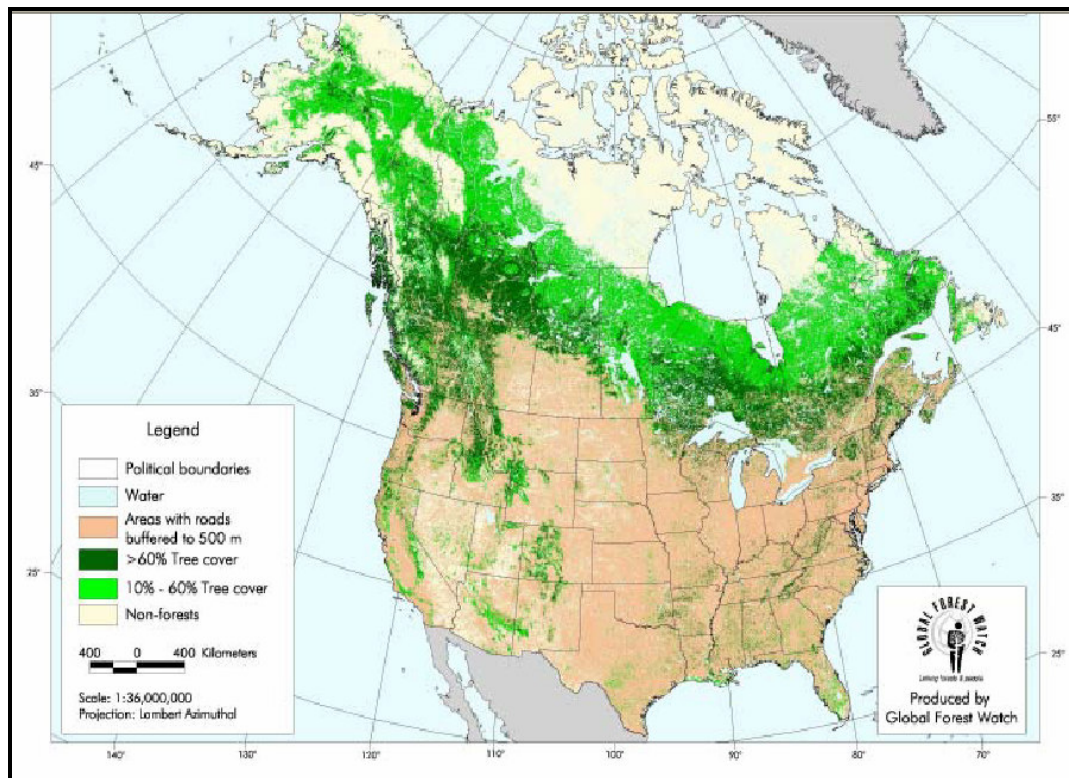 55°
45°
45°
35°
35°
25°
25°
Legend
Political boundaries
Water
Areas with roads
buffered to 500 m
>60% Tree cover
10% - 60% Tree cover
Non-forests
400 0 400 Kilometers
Scale: 1:36,000,000
Projection: Lambert Azimuthal
GLOBAL FOREST WATCH
Produced by
Global Forest Watch
140° 130° 120° 110° 100° 90° 80° 70°